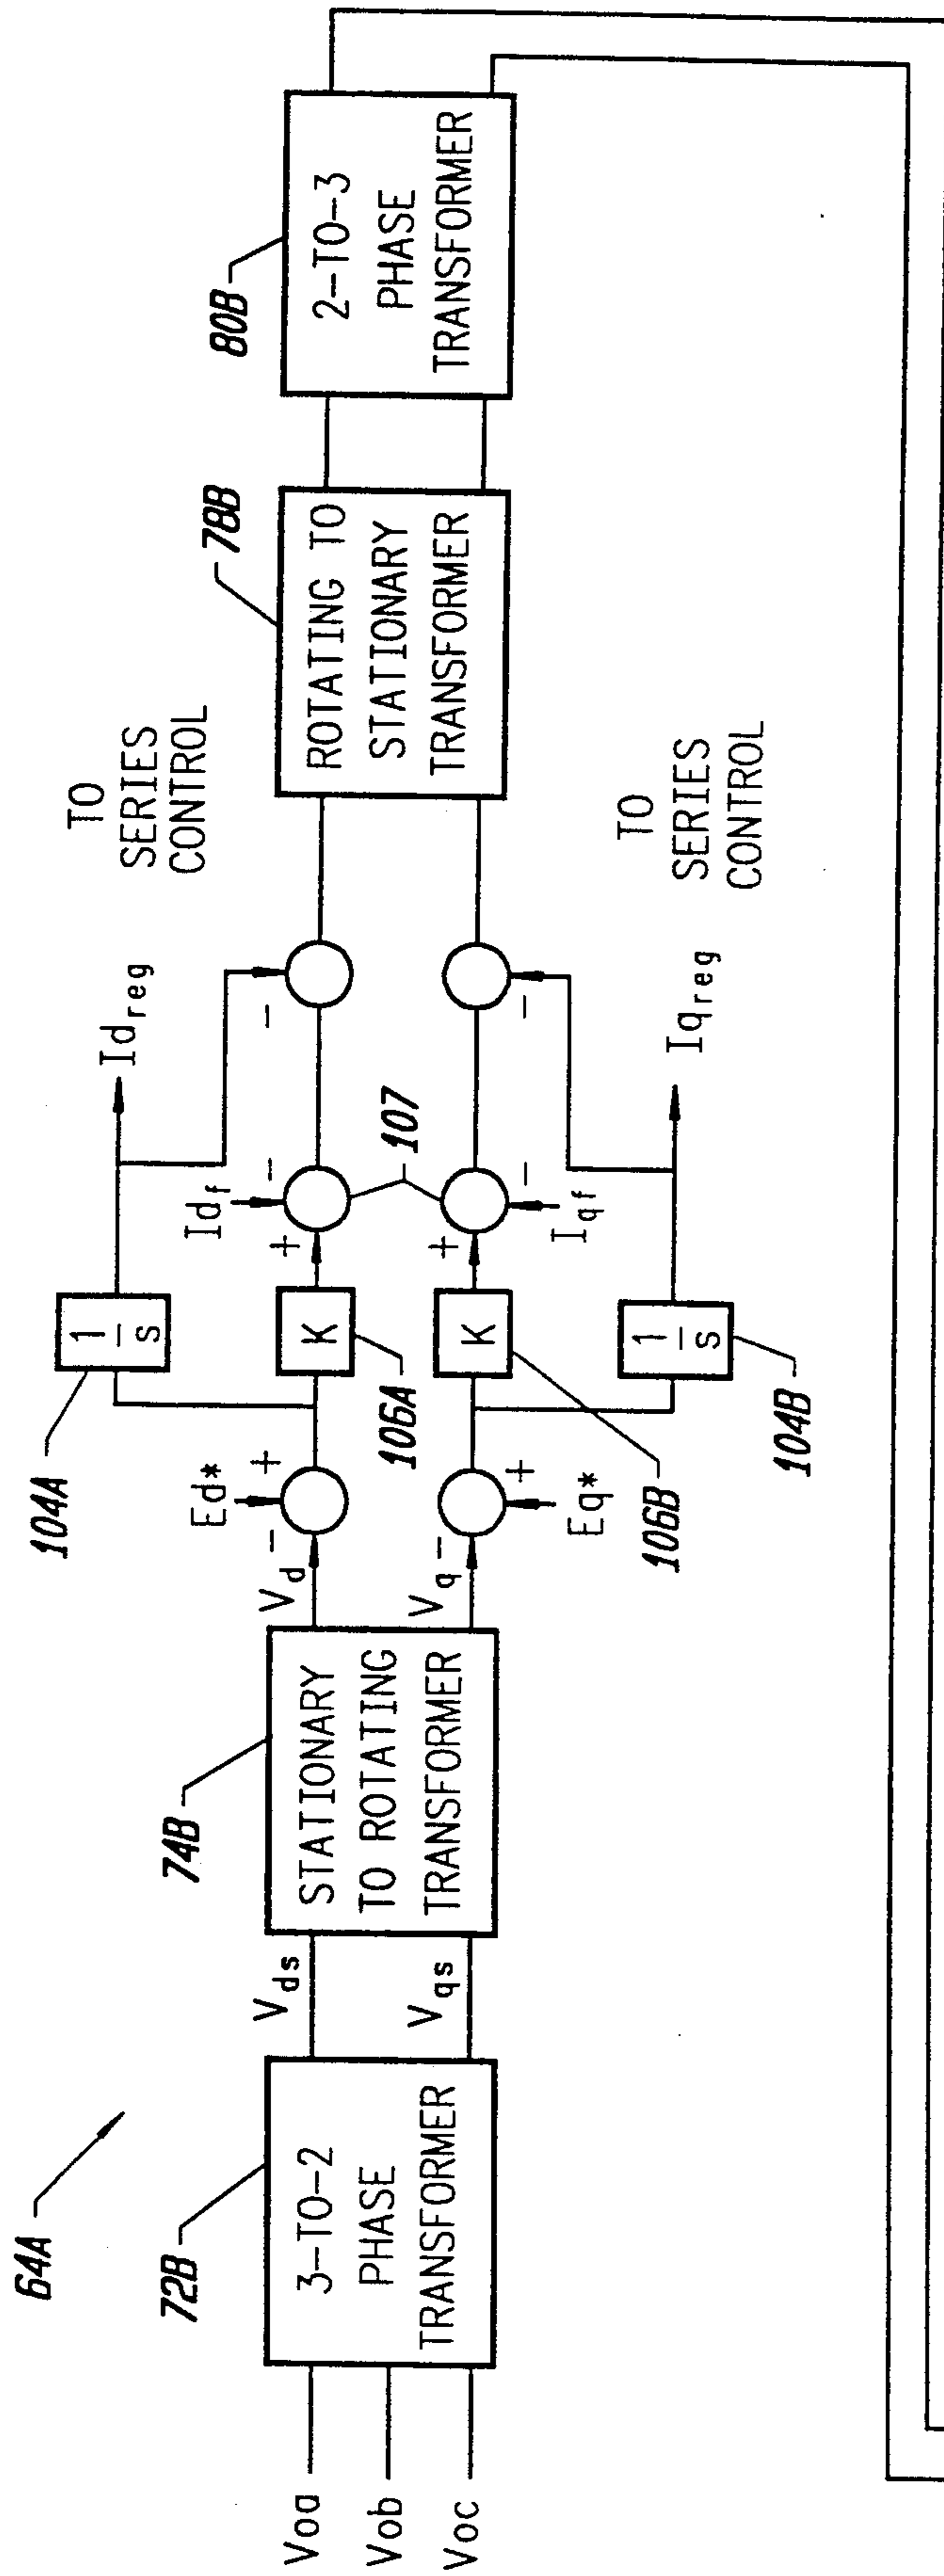 64A
72B
3-TO-2
PHASE
TRANSFORMER
Voa
Vob
Voc
Vds
Vqs
74B
STATIONARY
TO ROTATING
TRANSFORMER
Vd
Vq
-
-
Ed*
+
Eq*
+
104A
1
s
K
106A
K
106B
1
s
104B
Idf
+
-
107
+
-
Iqf
Idreg
TO
SERIES
CONTROL
-
-
Iqreg
TO
SERIES
CONTROL
78B
ROTATING TO
STATIONARY
TRANSFORMER
80B
2-TO-3
PHASE
TRANSFORMER